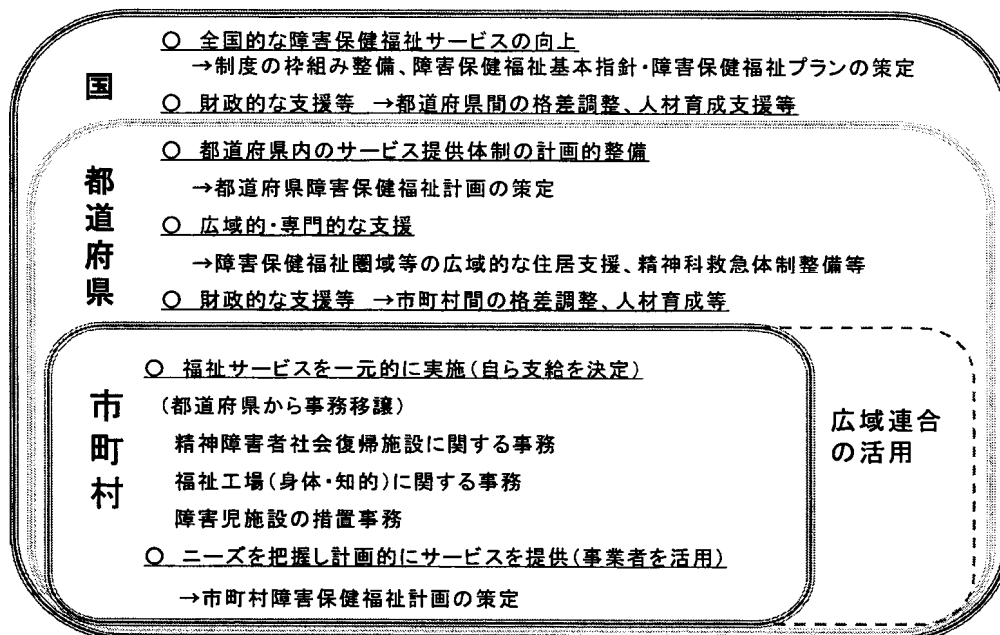 国
○ 全国的な障害保健福祉サービスの向上
→制度の枠組み整備、障害保健福祉基本指針・障害保健福祉プランの策定
○ 財政的な支援等 →都道府県間の格差調整、人材育成支援等
都道府県
○ 都道府県内のサービス提供体制の計画的整備
→都道府県障害保健福祉計画の策定
○ 広域的・専門的な支援
→障害保健福祉圏域等の広域的な住居支援、精神科救急体制整備等
○ 財政的な支援等 →市町村間の格差調整、人材育成等
市町村
○ 福祉サービスを一元的に実施(自ら支給を決定)
(都道府県から事務移譲)
精神障害者社会復帰施設に関する事務
福祉工場(身体・知的)に関する事務
障害児施設の措置事務
○ ニーズを把握し計画的にサービスを提供(事業者を活用)
→市町村障害保健福祉計画の策定
広域連合
の活用